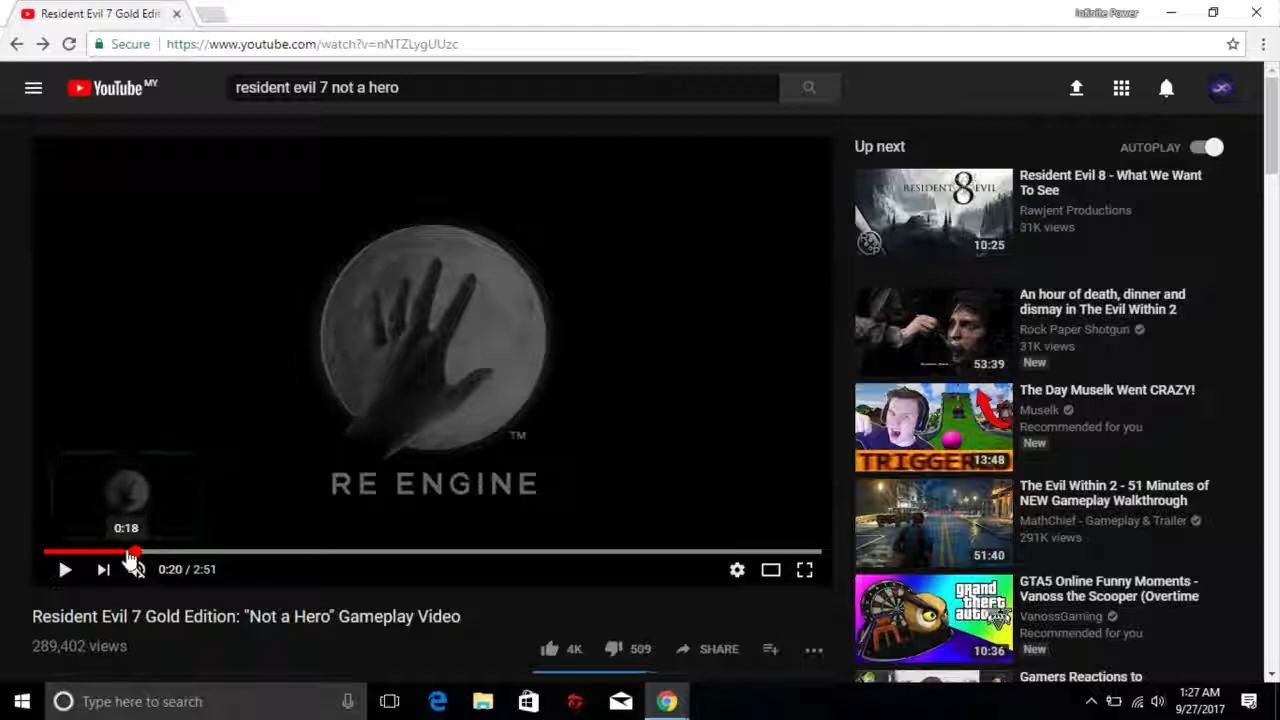 Resident Evil 7 Gold Edit
Infinite Power
Secure
https://www.youtube.com/watch?v=nNTZLygUUzc
YouTube MY
resident evil 7 not a hero
Up next
AUTOPLAY
RESIDENT EVIL
8
10:25
Resident Evil 8 - What We Want
To See
Rawjent Productions
31K views
53:39
An hour of death, dinner and
dismay in The Evil Within 2
Rock Paper Shotgun
31K views
New
TRIGGER
13:48
The Day Muselk Went CRAZY!
Muselk
Recommended for you
New
51:40
The Evil Within 2 - 51 Minutes of
NEW Gameplay Walkthrough
MathChief - Gameplay & Trailer
291K views
grand
theft
auto
10:36
GTA5 Online Funny Moments -
Vanoss the Scooper (Overtime
VanossGaming
Recommended for you
New
Gamers Reactions to
TM
RE ENGINE
0:18
0:20 / 2:51
Resident Evil 7 Gold Edition: "Not a Hero" Gameplay Video
289,402 views
4K
509
SHARE
Type here to search
1:27 AM
9/27/2017